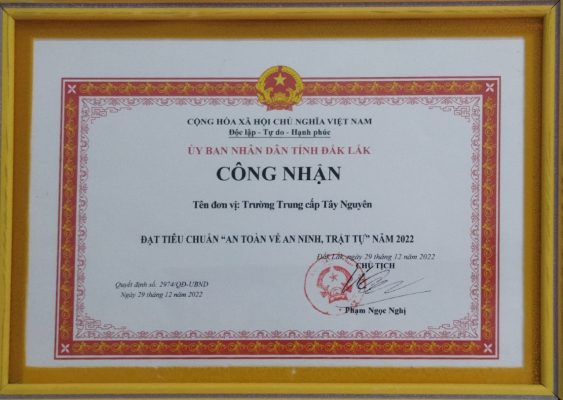 CỘNG HÒA XÃ HỘI CHỦ NGHĨA VIỆT NAM
Độc lập - Tự do - Hạnh phúc
ỦY BAN NHÂN DÂN TỈNH ĐẮK LẮK
CÔNG NHẬN
Tên đơn vị: Trường Trung cấp Tây Nguyên
ĐẠT TIÊU CHUẨN "AN TOÀN VỀ AN NINH, TRẬT TỰ" NĂM 2022
Đắk Lắk, ngày 29 tháng 12 năm 2022
CHỦ TỊCH
Quyết định số: 2974/QĐ-UBND
Ngày 29 tháng 12 năm 2022
Phạm Ngọc Nghị